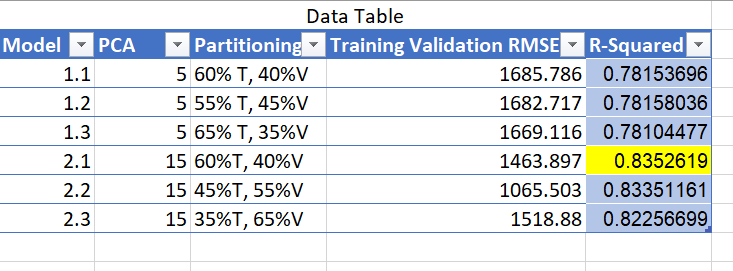 Data Table
Model PCA Partitioning Training Validation RMSE R-Squared
1.1 5 60% T, 40%V 1685.786 0.78153696
1.2 5 55% T, 45%V 1682.717 0.78158036
1.3 5 65% T, 35%V 1669.116 0.78104477
2.1 15 60%T, 40%V 1463.897 0.8352619
2.2 15 45%T, 55%V 1065.503 0.83351161
2.3 15 35%T, 65%V 1518.88 0.82256699